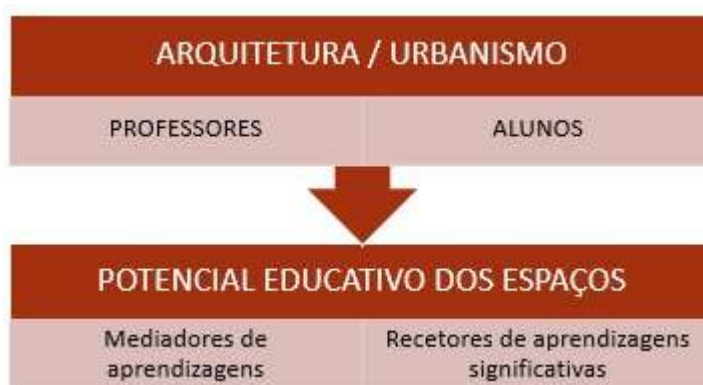 ARQUITETURA / URBANISMO
PROFESSORES
ALUNOS
POTENCIAL EDUCATIVO DOS ESPAÇOS
Mediadores de
aprendizagens
Recetores de aprendizagens
significativas